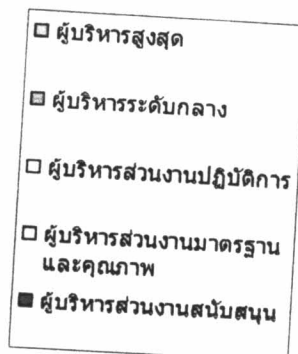 ผู้บริหารสูงสุด
ผู้บริหารระดับกลาง
ผู้บริหารส่วนงานปฏิบัติการ
ผู้บริหารส่วนงานมาตรฐาน
และคุณภาพ
ผู้บริหารส่วนงานสนับสนุน